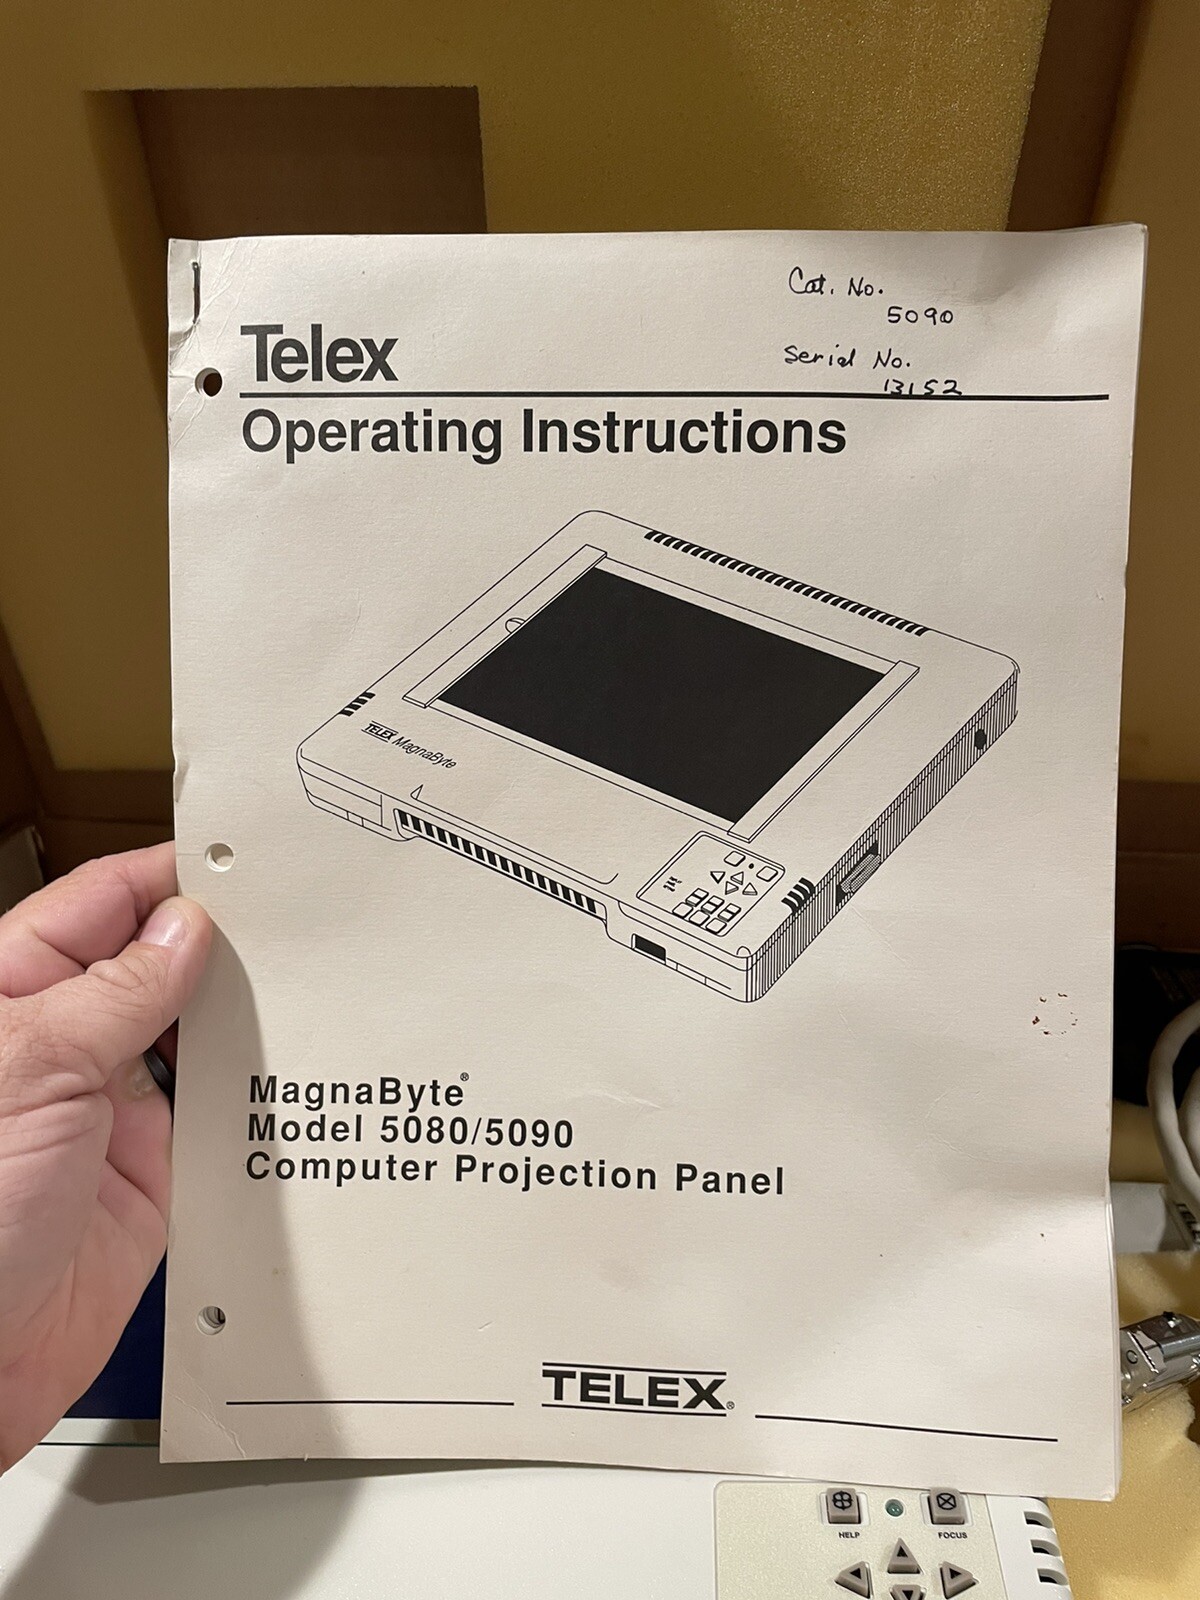 Cat. No.
5090
Serial No.
13152
Telex
Operating Instructions
TELEX MagnaByte
MagnaByte®
Model 5080/5090
Computer Projection Panel
TELEX®
HELP
FOCUS